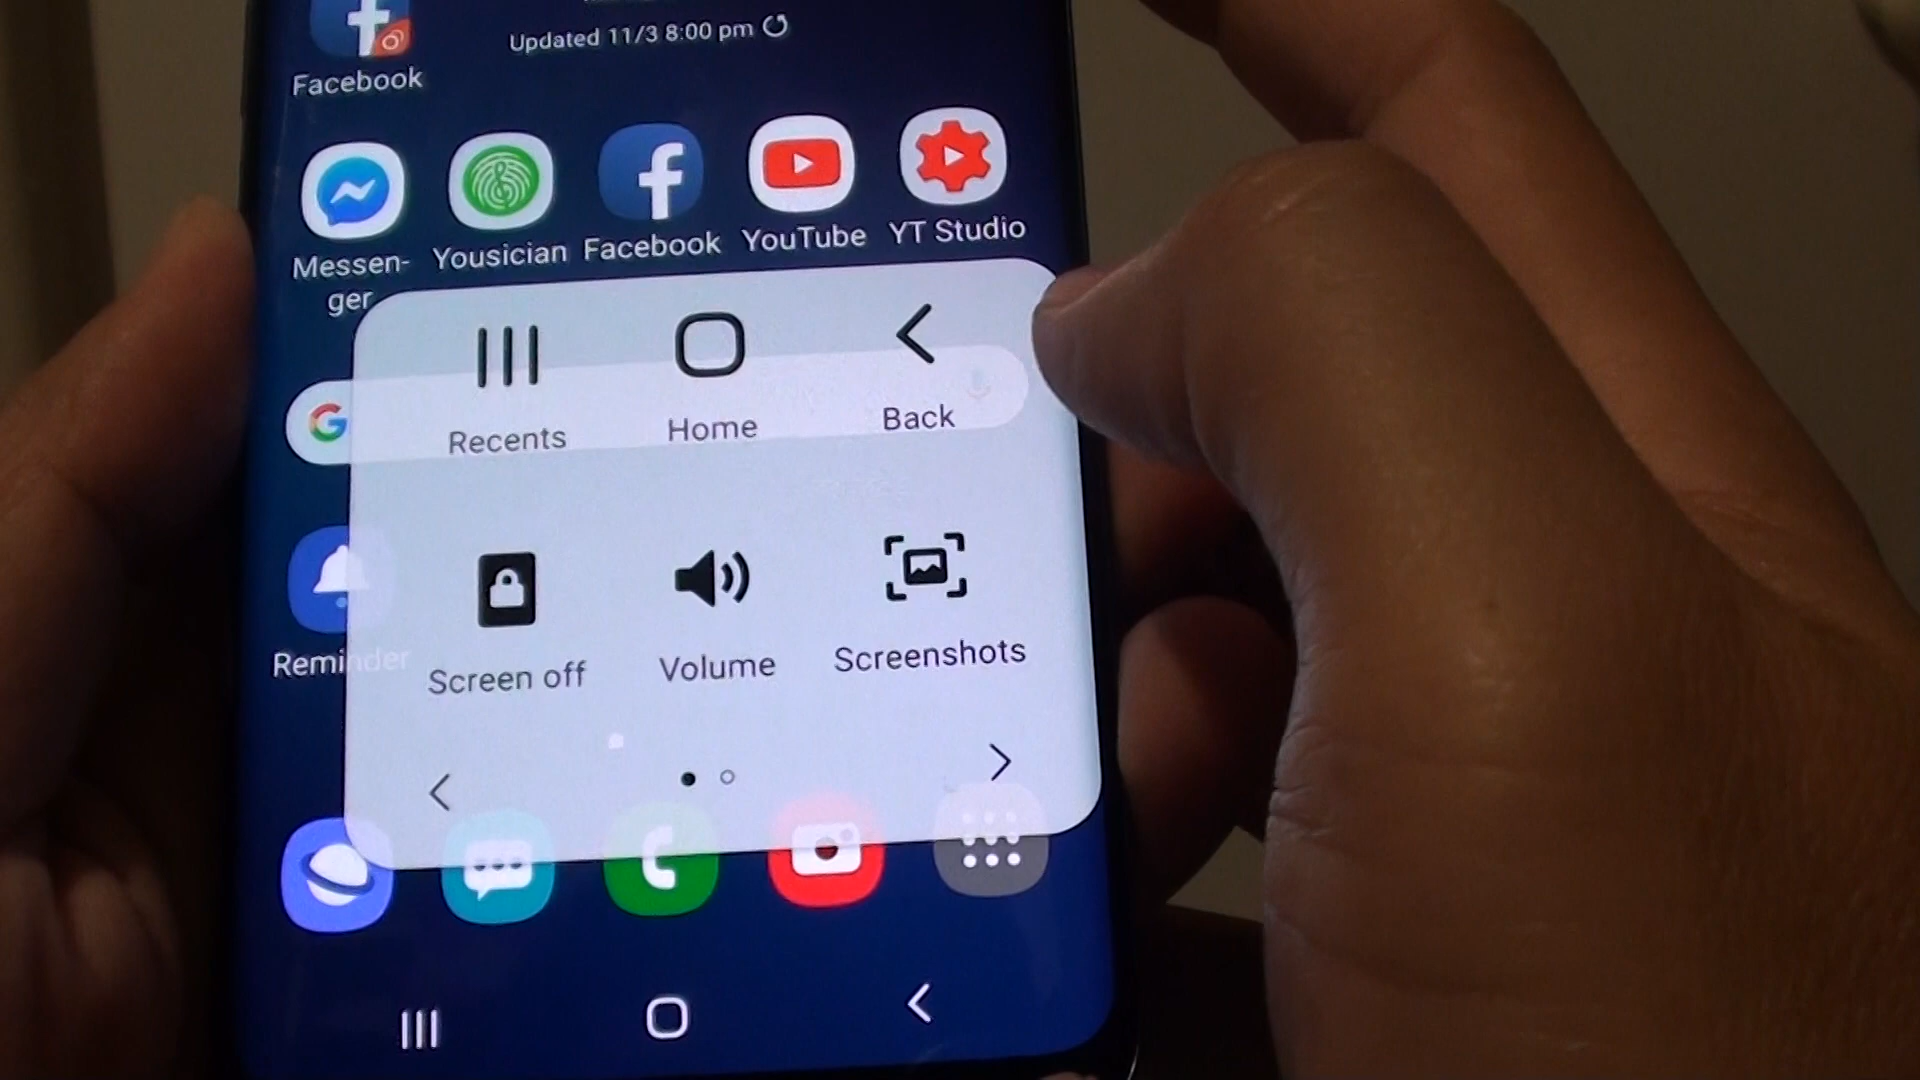 Updated 11/3 8:00 pm
Facebook
Messen-
ger
Yousician
Facebook
YouTube
YT Studio
Recents
Home
Back
G
Screen off
Volume
Screenshots
Reminder